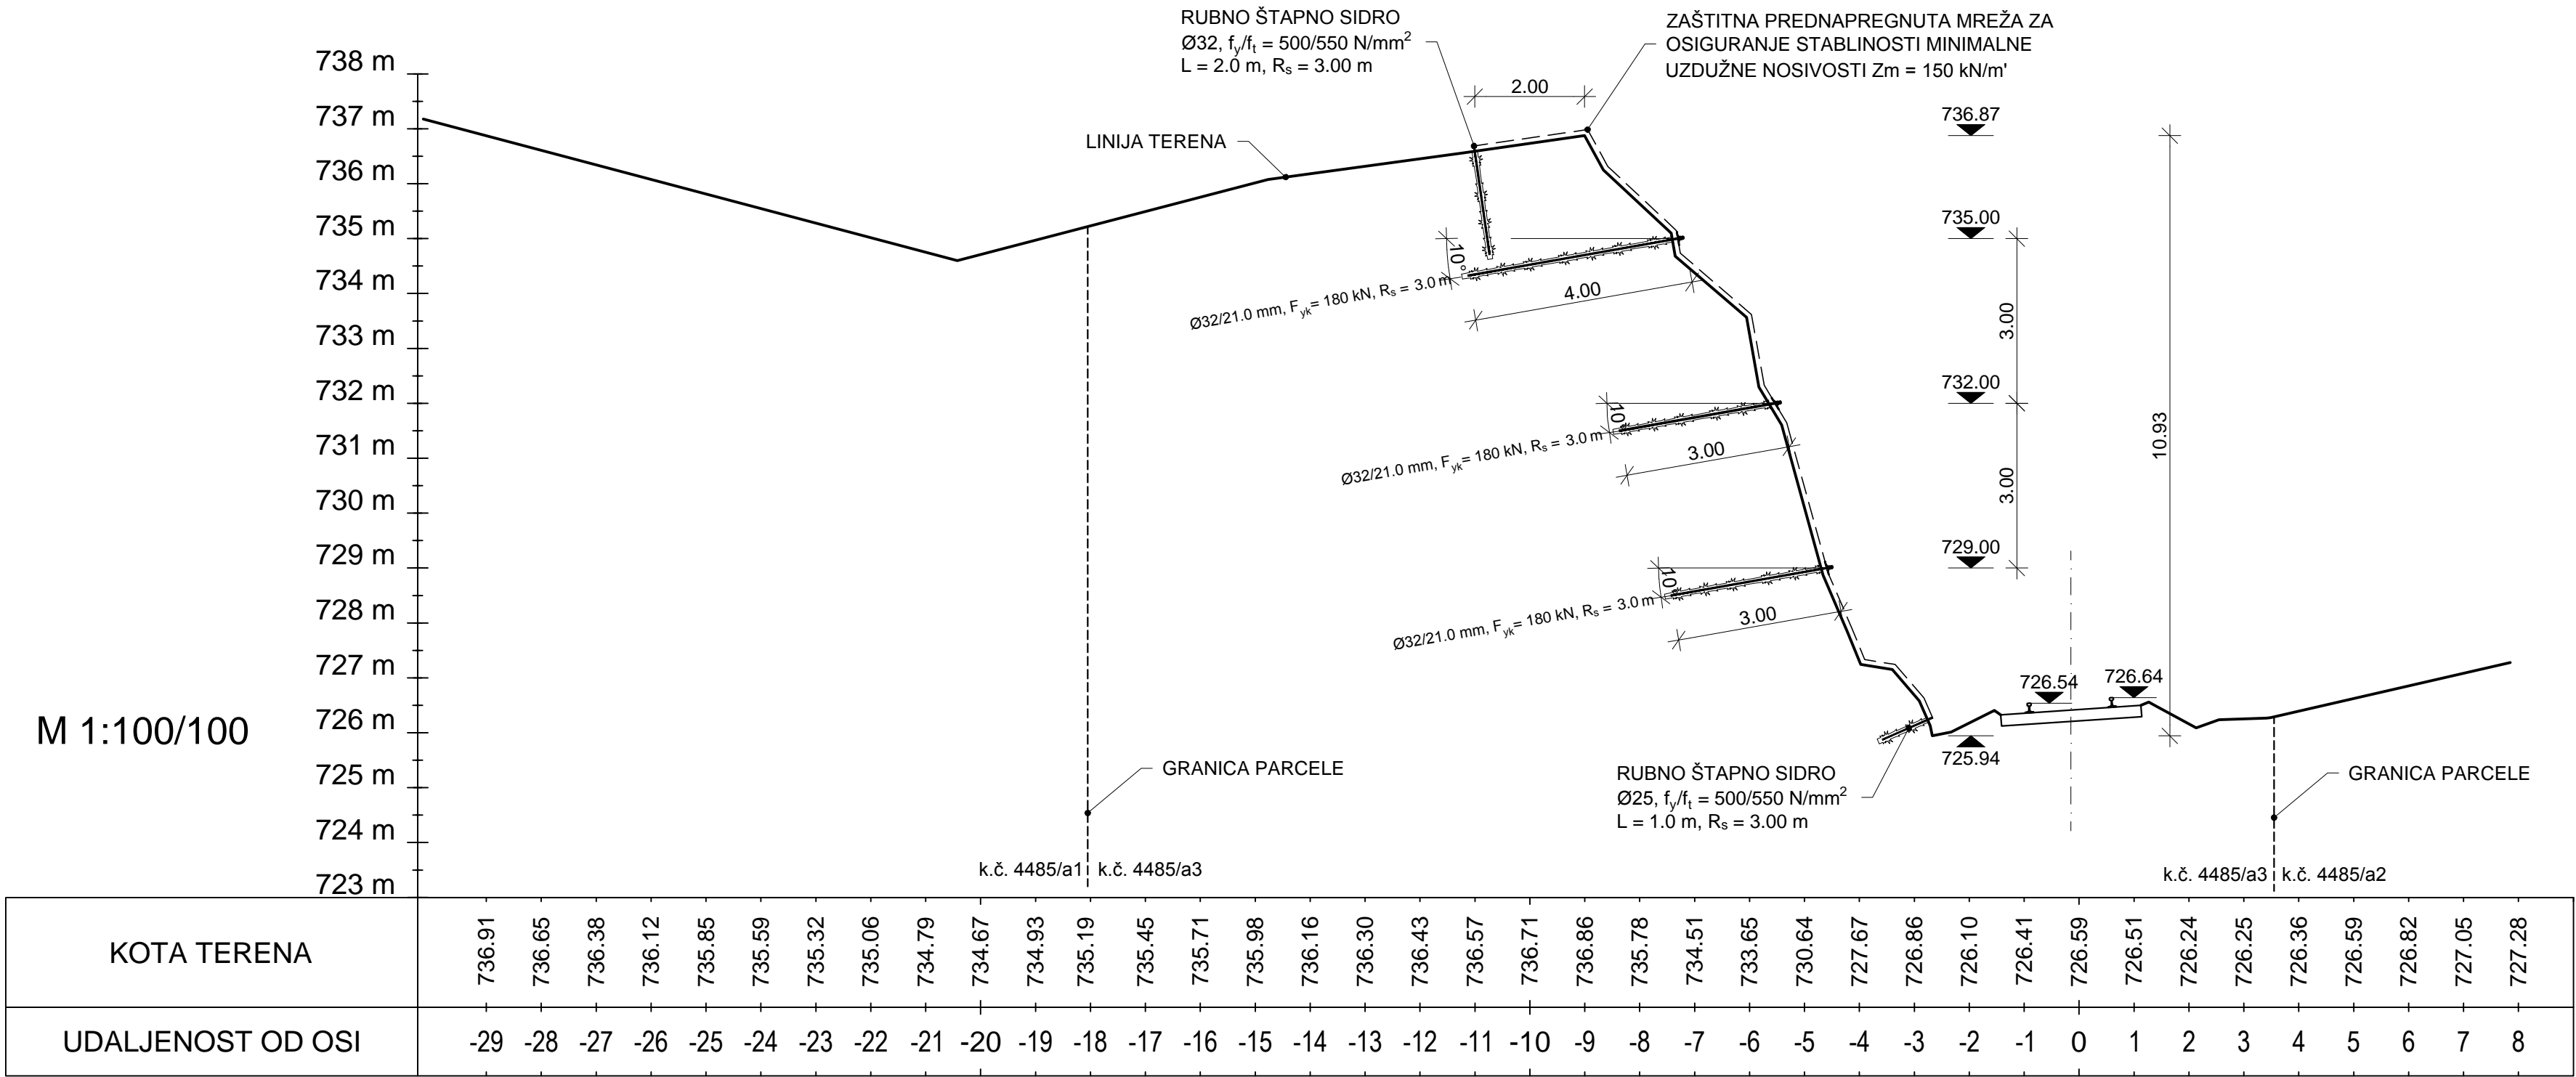 RUBNO ŠTAPNO SIDRO
Ø32, fy/ft = 500/550 N/mm2
L = 2.0 m, Rs = 3.00 m
ZAŠTITNA PREDNAPREGNUTA MREŽA ZA
OSIGURANJE STABLINOSTI MINIMALNE
UZDUŽNE NOSIVOSTI Zm = 150 kN/m'
738 m
737 m
736 m
735 m
734 m
733 m
732 m
731 m
730 m
729 m
728 m
727 m
726 m
725 m
724 m
723 m
2.00
LINIJA TERENA
736.87
735.00
10°
4.00
Ø32/21.0 mm, Fyk= 180 kN, Rs = 3.0 m
3.00
732.00
10°
3.00
Ø32/21.0 mm, Fyk= 180 kN, Rs = 3.0 m
10.93
3.00
729.00
10°
3.00
Ø32/21.0 mm, Fyk= 180 kN, Rs = 3.0 m
726.54
726.64
M 1:100/100
725.94
GRANICA PARCELE
RUBNO ŠTAPNO SIDRO
Ø25, fy/ft = 500/550 N/mm2
L = 1.0 m, Rs = 3.00 m
GRANICA PARCELE
k.č. 4485/a1 k.č. 4485/a3
k.č. 4485/a3 k.č. 4485/a2
KOTA TERENA 736.91 736.65 736.38 736.12 735.85 735.59 735.32 735.06 734.79 734.67 734.93 735.19 735.45 735.71 735.98 736.16 736.30 736.43 736.57 736.71 736.86 735.78 734.51 733.65 730.64 727.67 726.86 726.10 726.41 726.59 726.51 726.24 726.25 726.36 726.59 726.82 727.05 727.28
UDALJENOST OD OSI -29 -28 -27 -26 -25 -24 -23 -22 -21 -20 -19 -18 -17 -16 -15 -14 -13 -12 -11 -10 -9 -8 -7 -6 -5 -4 -3 -2 -1 0 1 2 3 4 5 6 7 8